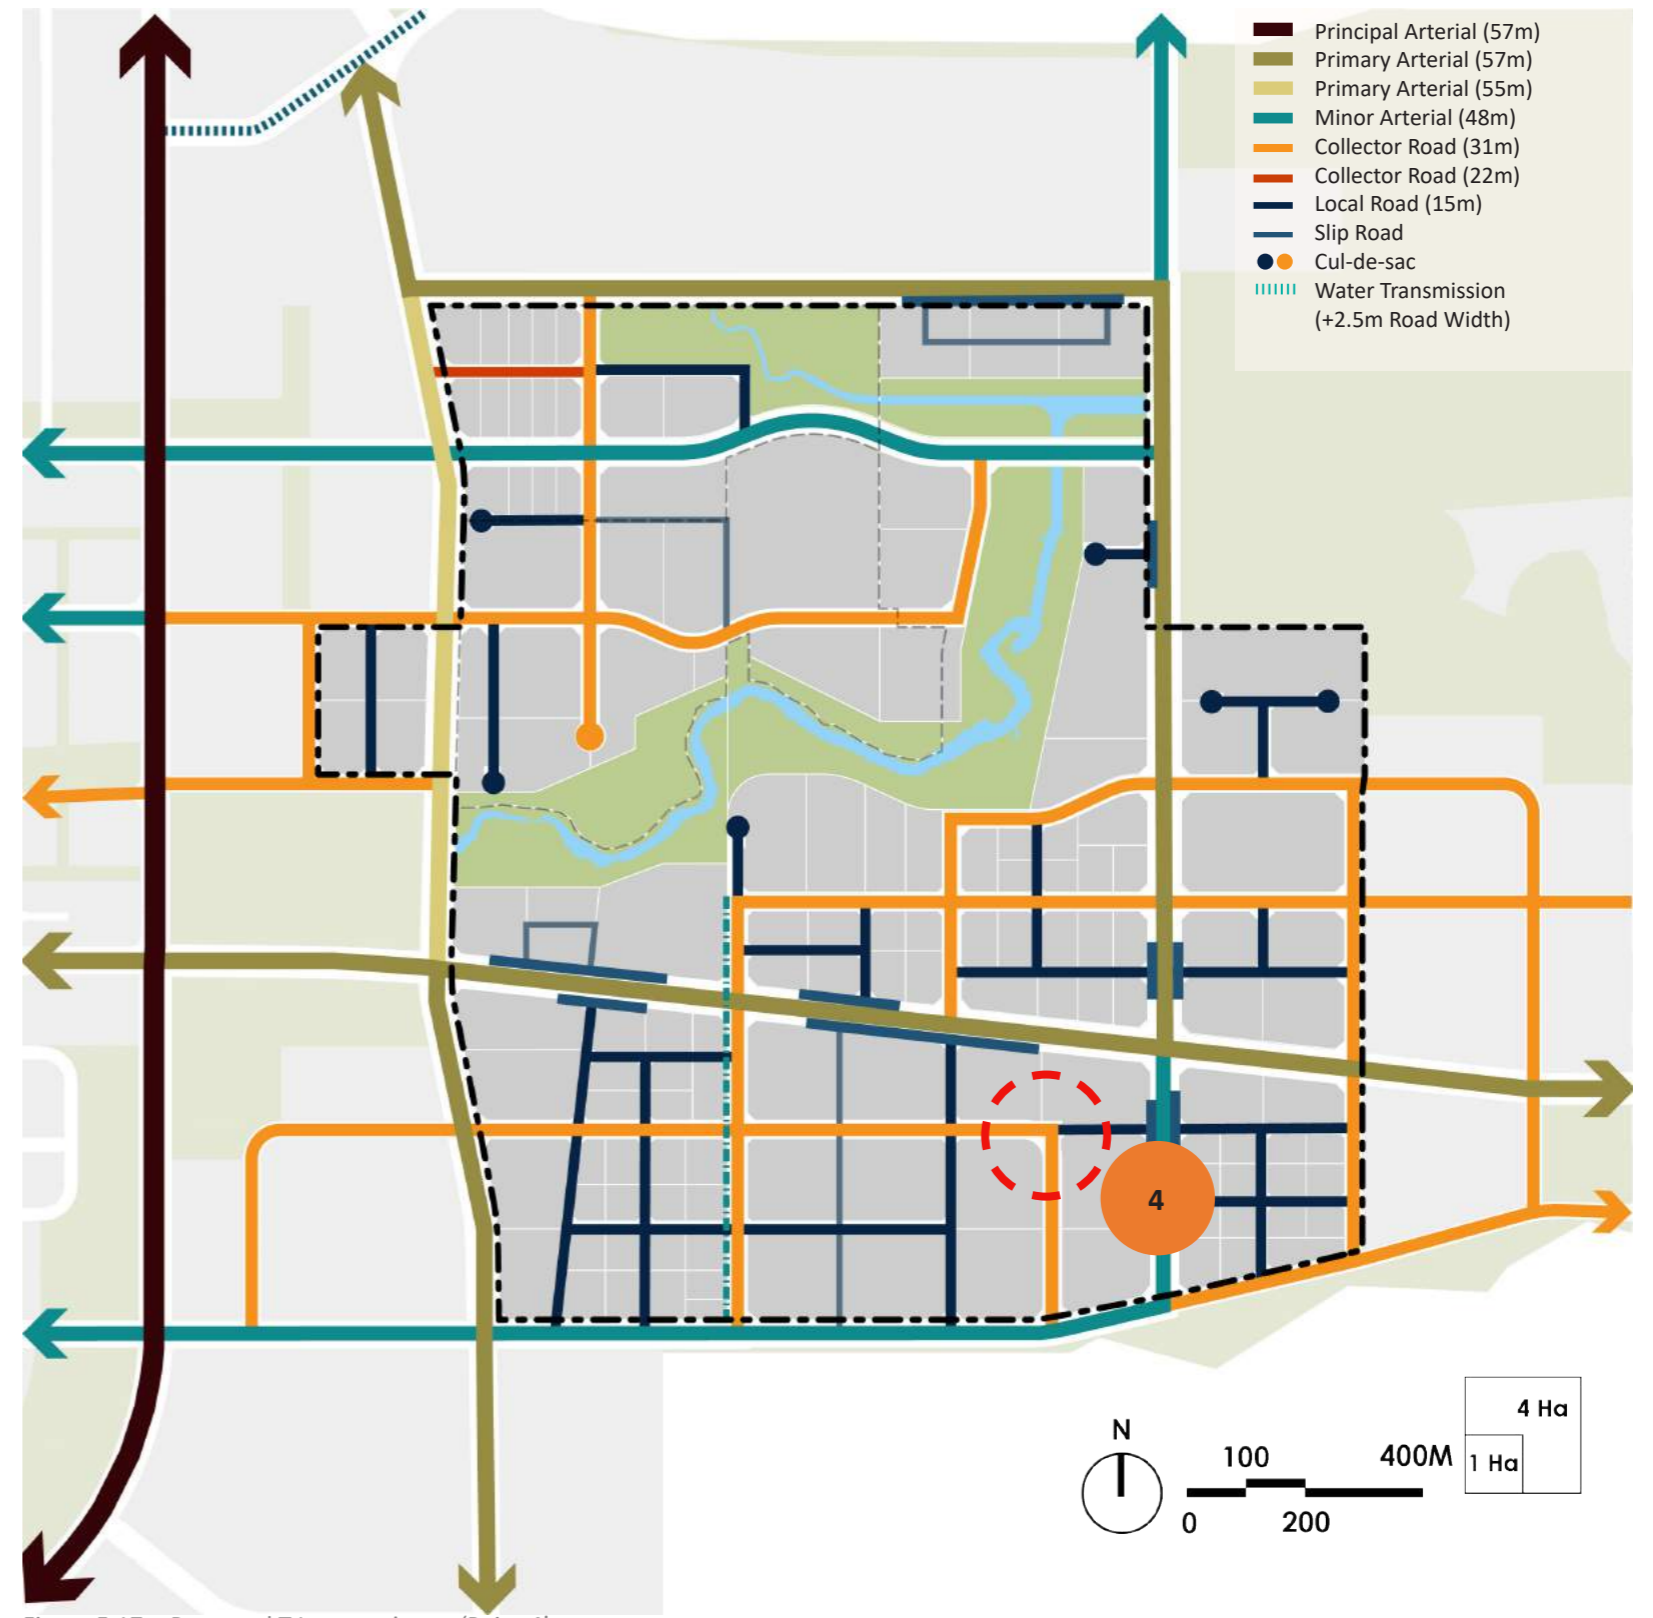 Principal Arterial (57m)
Primary Arterial (57m)
Primary Arterial (55m)
Minor Arterial (48m)
Collector Road (31m)
Collector Road (22m)
Local Road (15m)
Slip Road
Cul-de-sac
Water Transmission
(+2.5m Road Width)
4
N
100
400M
0
200
4 Ha
1 Ha